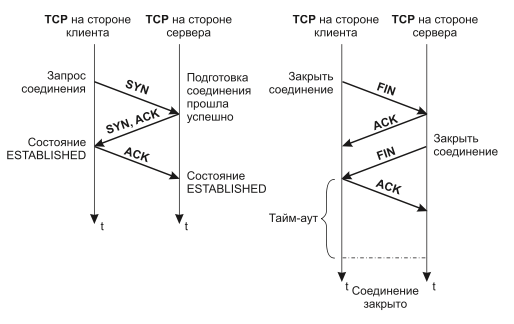 TCP на стороне
клиента
TCP на стороне
сервера
Запрос
соединения
SYN
Подготовка
соединения
прошла
успешно
SYN, ACK
Состояние
ESTABLISHED
ACK
Состояние
ESTABLISHED
t
t
TCP на стороне
клиента
TCP на стороне
сервера
Закрыть
соединение
FIN
ACK
Закрыть
соединение
FIN
ACK
Тайм-аут
t
t
Соединение
закрыто